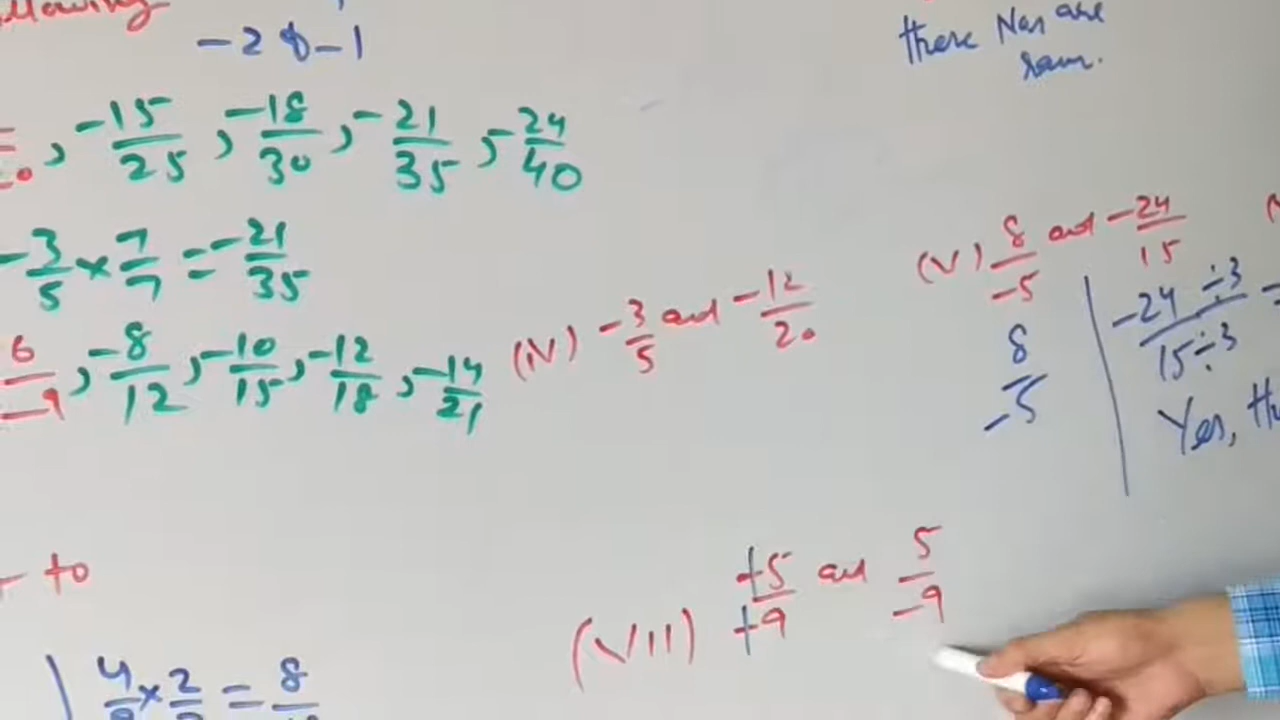 llowing
-2 & -1
there Nos are
same.
, -15/25, -18/30, -21/35, -24/40
-3/5 × 7/7 = -21/35
6/-9, -8/12, -10/15, -12/18, -14/21
(IV) -3/5 and -12/20
(V) 8/-5 and -24/15
8/-5 | -24÷3/15÷3 =
Yes, th
to
(VII) +5/+9 and 5/-9
4/ × 2/ = 8/